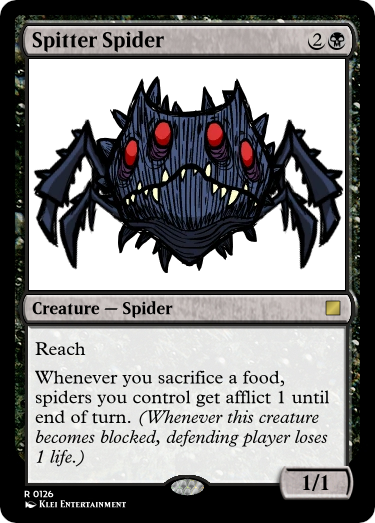 Spitter Spider 2
Creature — Spider
Reach
Whenever you sacrifice a food,
spiders you control get afflict 1 until
end of turn. (Whenever this creature
becomes blocked, defending player loses
1 life.)
1/1
R 0126
Klei Entertainment